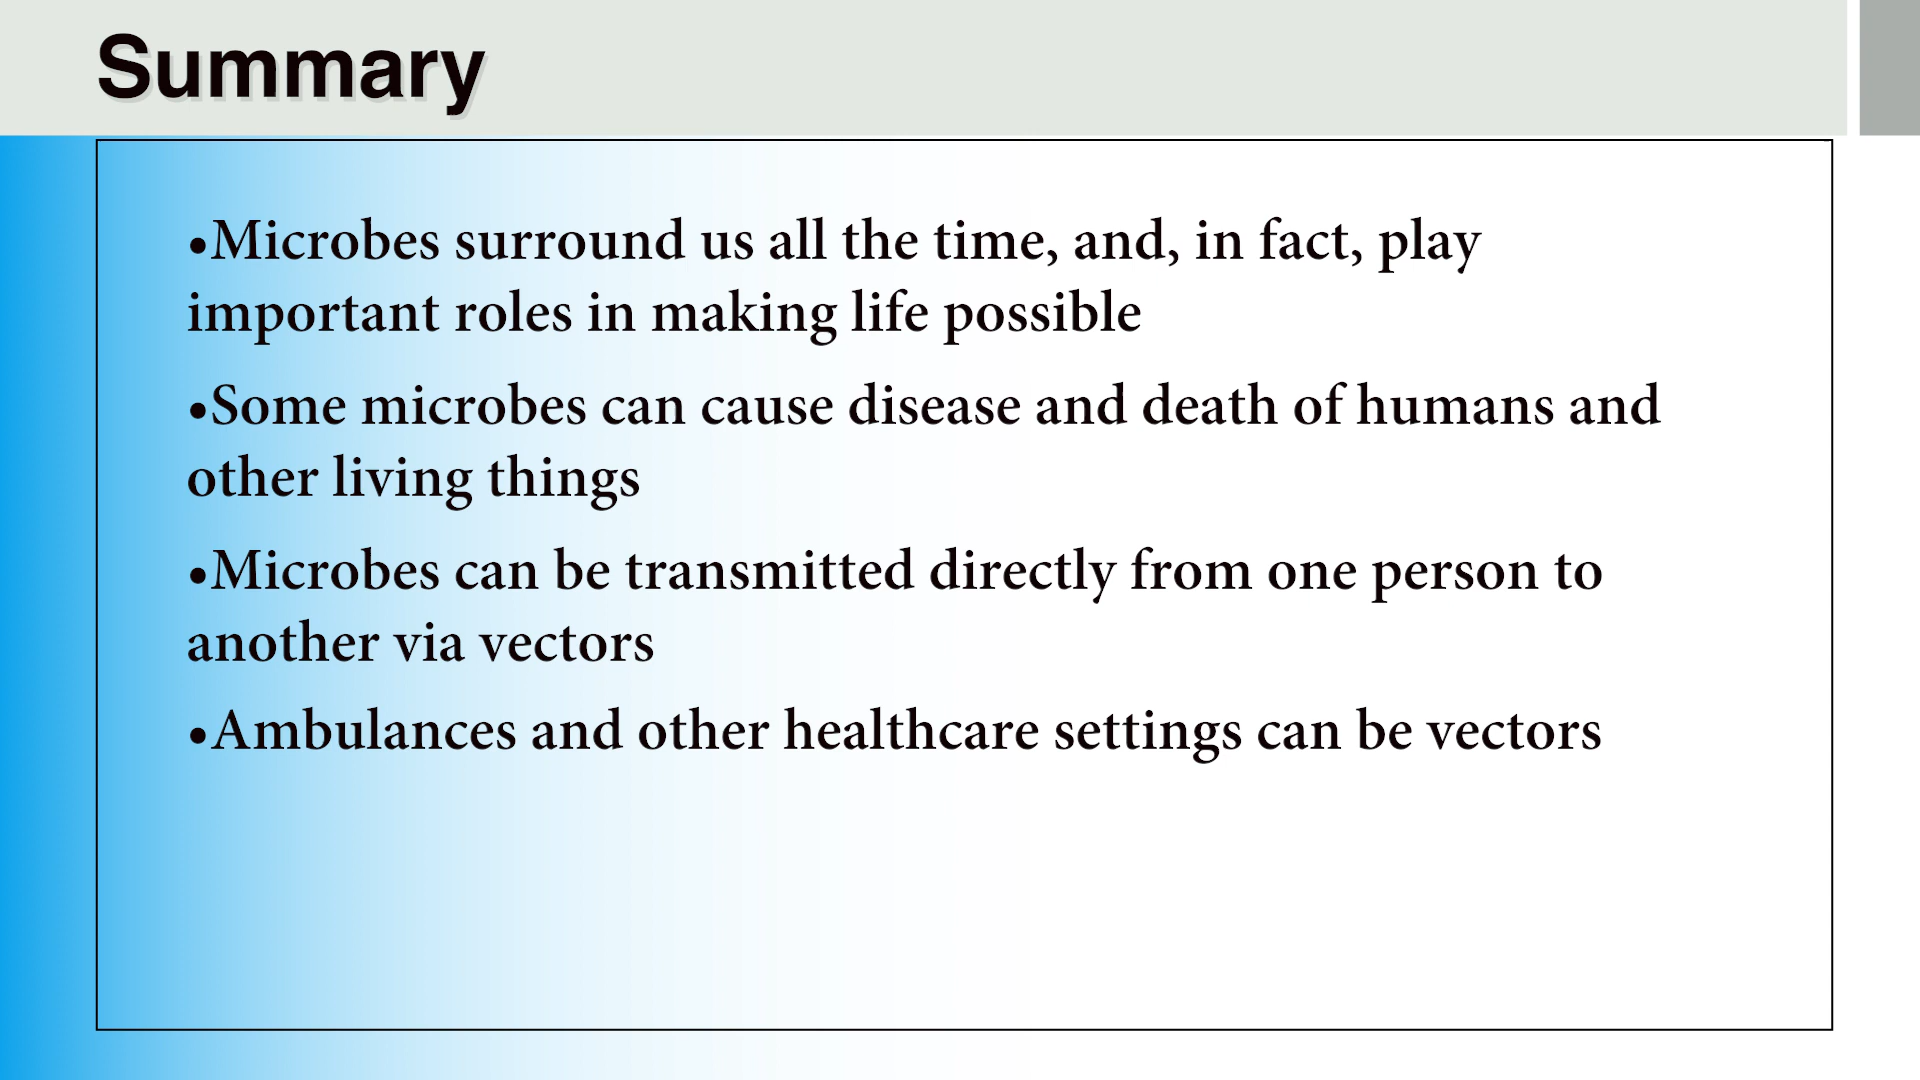 Summary
•Microbes surround us all the time, and, in fact, play
important roles in making life possible
•Some microbes can cause disease and death of humans and
other living things
•Microbes can be transmitted directly from one person to
another via vectors
•Ambulances and other healthcare settings can be vectors